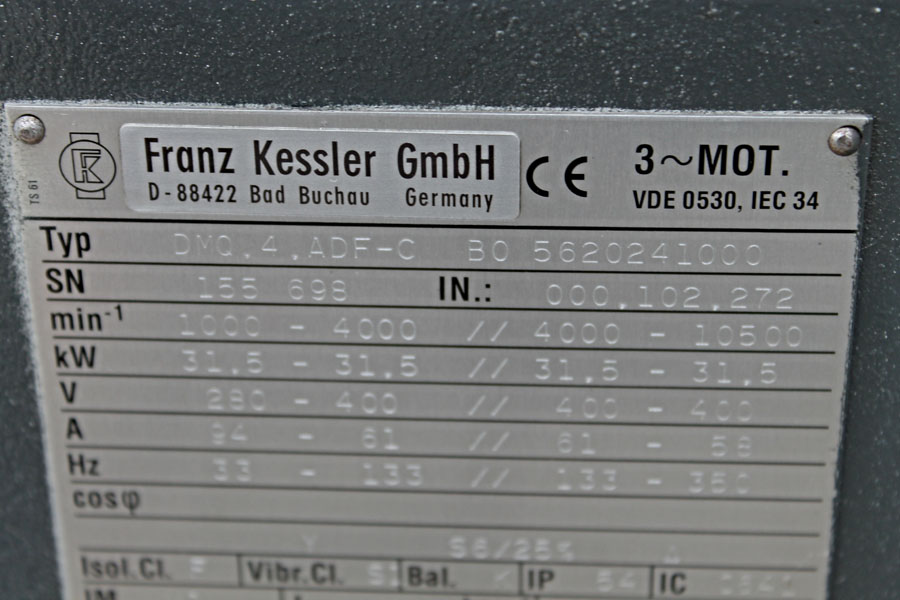 TS 61
Franz Kessler GmbH
D-88422 Bad Buchau Germany
CE
3~MOT.
VDE 0530, IEC 34
Typ DMQ.4.ADF-C BO 5620241000
SN 155 698 IN.: 000.102.272
min-1 1000 - 4000 // 4000 - 10500
kW 31,5 - 31,5 // 31,5 - 31,5
V 280 - 400 // 400 - 400
A 94 - 61 // 61 - 58
Hz 33 - 133 // 133 - 350
cosφ
Y S6/25%
Isol.Cl. F Vibr.Cl. Bal. IP 54 IC
IM